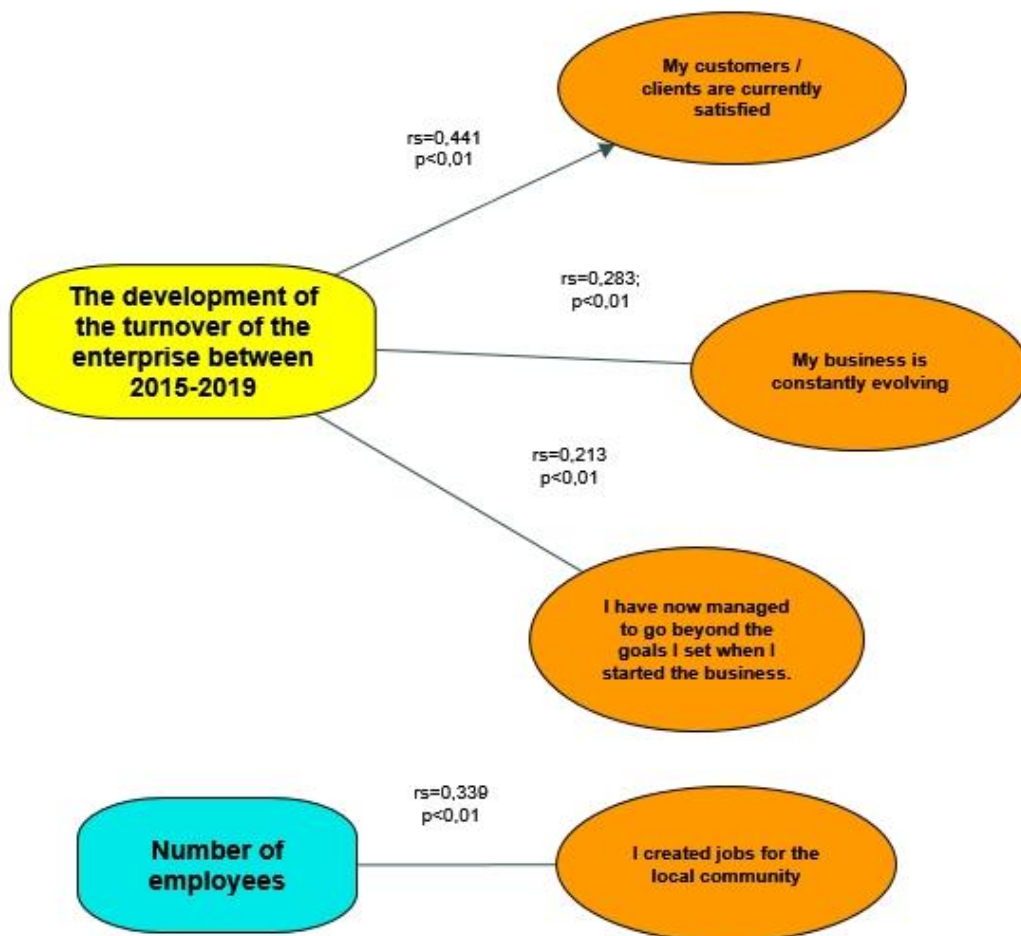 My customers /
clients are currently
satisfied
rs=0,441
p<0,01
The development of
the turnover of the
enterprise between
2015-2019
rs=0,283;
p<0,01
My business is
constantly evolving
rs=0,213
p<0,01
I have now managed
to go beyond the
goals I set when I
started the business.
rs=0,339
p<0,01
Number of
employees
I created jobs for the
local community